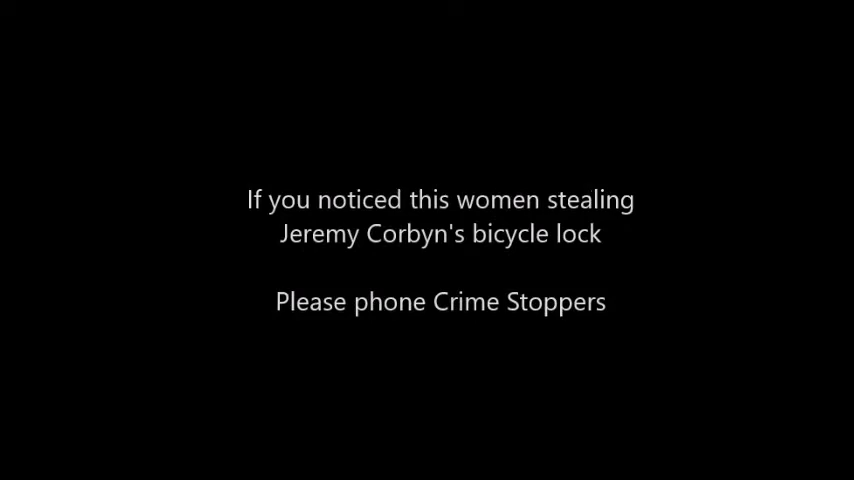 If you noticed this women stealing
Jeremy Corbyn's bicycle lock
Please phone Crime Stoppers